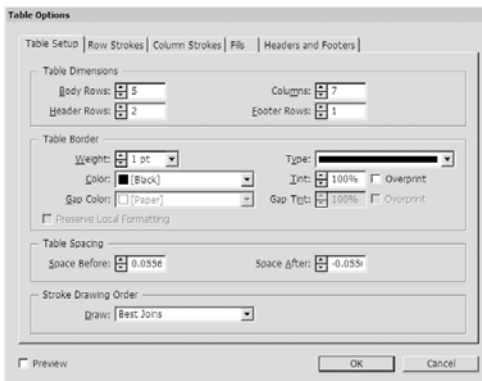 Table Options
Table Setup Row Strokes Column Strokes Fills Headers and Footers
Table Dimensions
Body Rows: 5 Columns: 7
Header Rows: 2 Footer Rows: 1
Table Border
Weight: 1 pt Type:
Color: [Black] Tint: 100% Overprint
Gap Color: [Paper] Gap Tint: 100% Overprint
Preserve Local Formatting
Table Spacing
Space Before: 0.0556 Space After: -0.055
Stroke Drawing Order
Draw: Best Joins
Preview OK Cancel